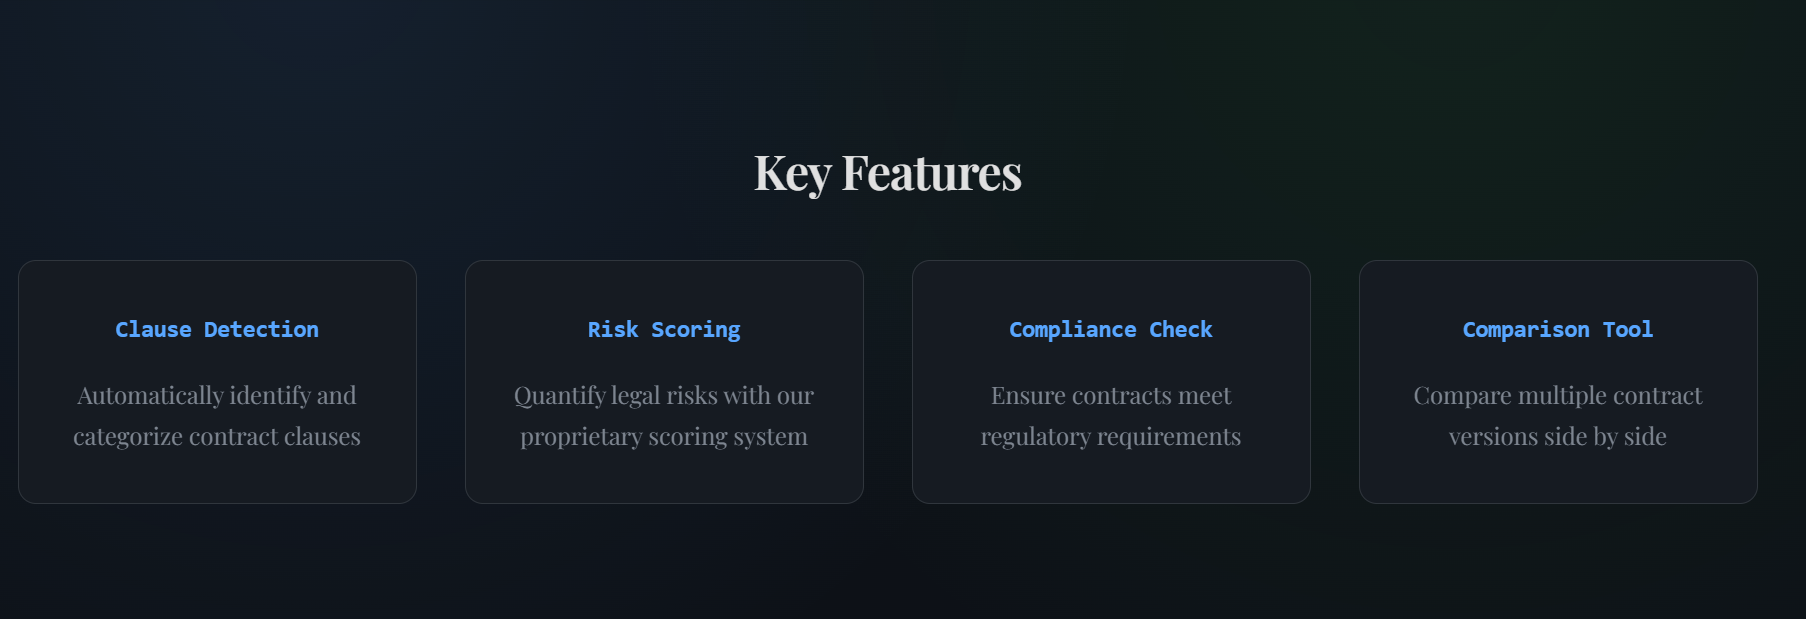 Key Features
Clause Detection
Automatically identify and
categorize contract clauses
Risk Scoring
Quantify legal risks with our
proprietary scoring system
Compliance Check
Ensure contracts meet
regulatory requirements
Comparison Tool
Compare multiple contract
versions side by side